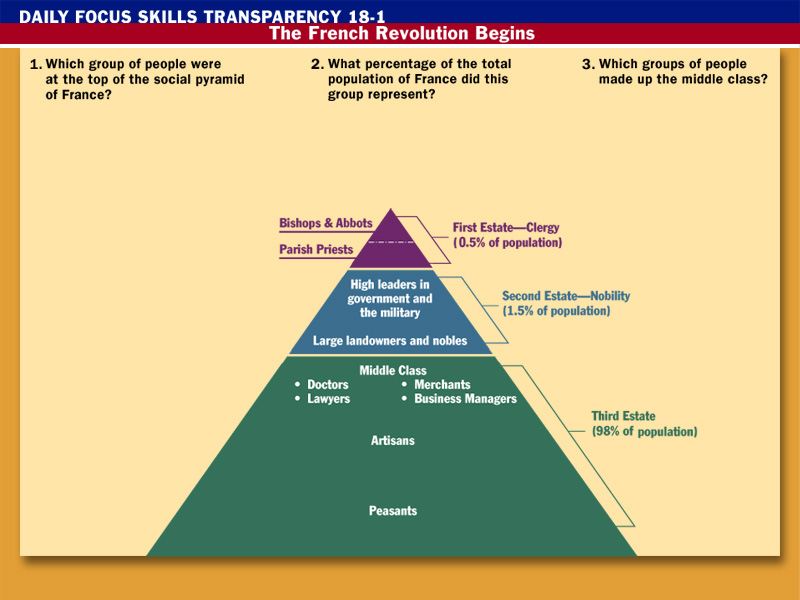 DAILY FOCUS SKILLS TRANSPARENCY 18-1
The French Revolution Begins
1. Which group of people were
at the top of the social pyramid
of France?
2. What percentage of the total
population of France did this
group represent?
3. Which groups of people
made up the middle class?
Bishops & Abbots
Parish Priests
First Estate—Clergy
(0.5% of population)
High leaders in
government and
the military
Large landowners and nobles
Second Estate—Nobility
(1.5% of population)
Middle Class
• Doctors
• Lawyers
• Merchants
• Business Managers
Artisans
Peasants
Third Estate
(98% of population)